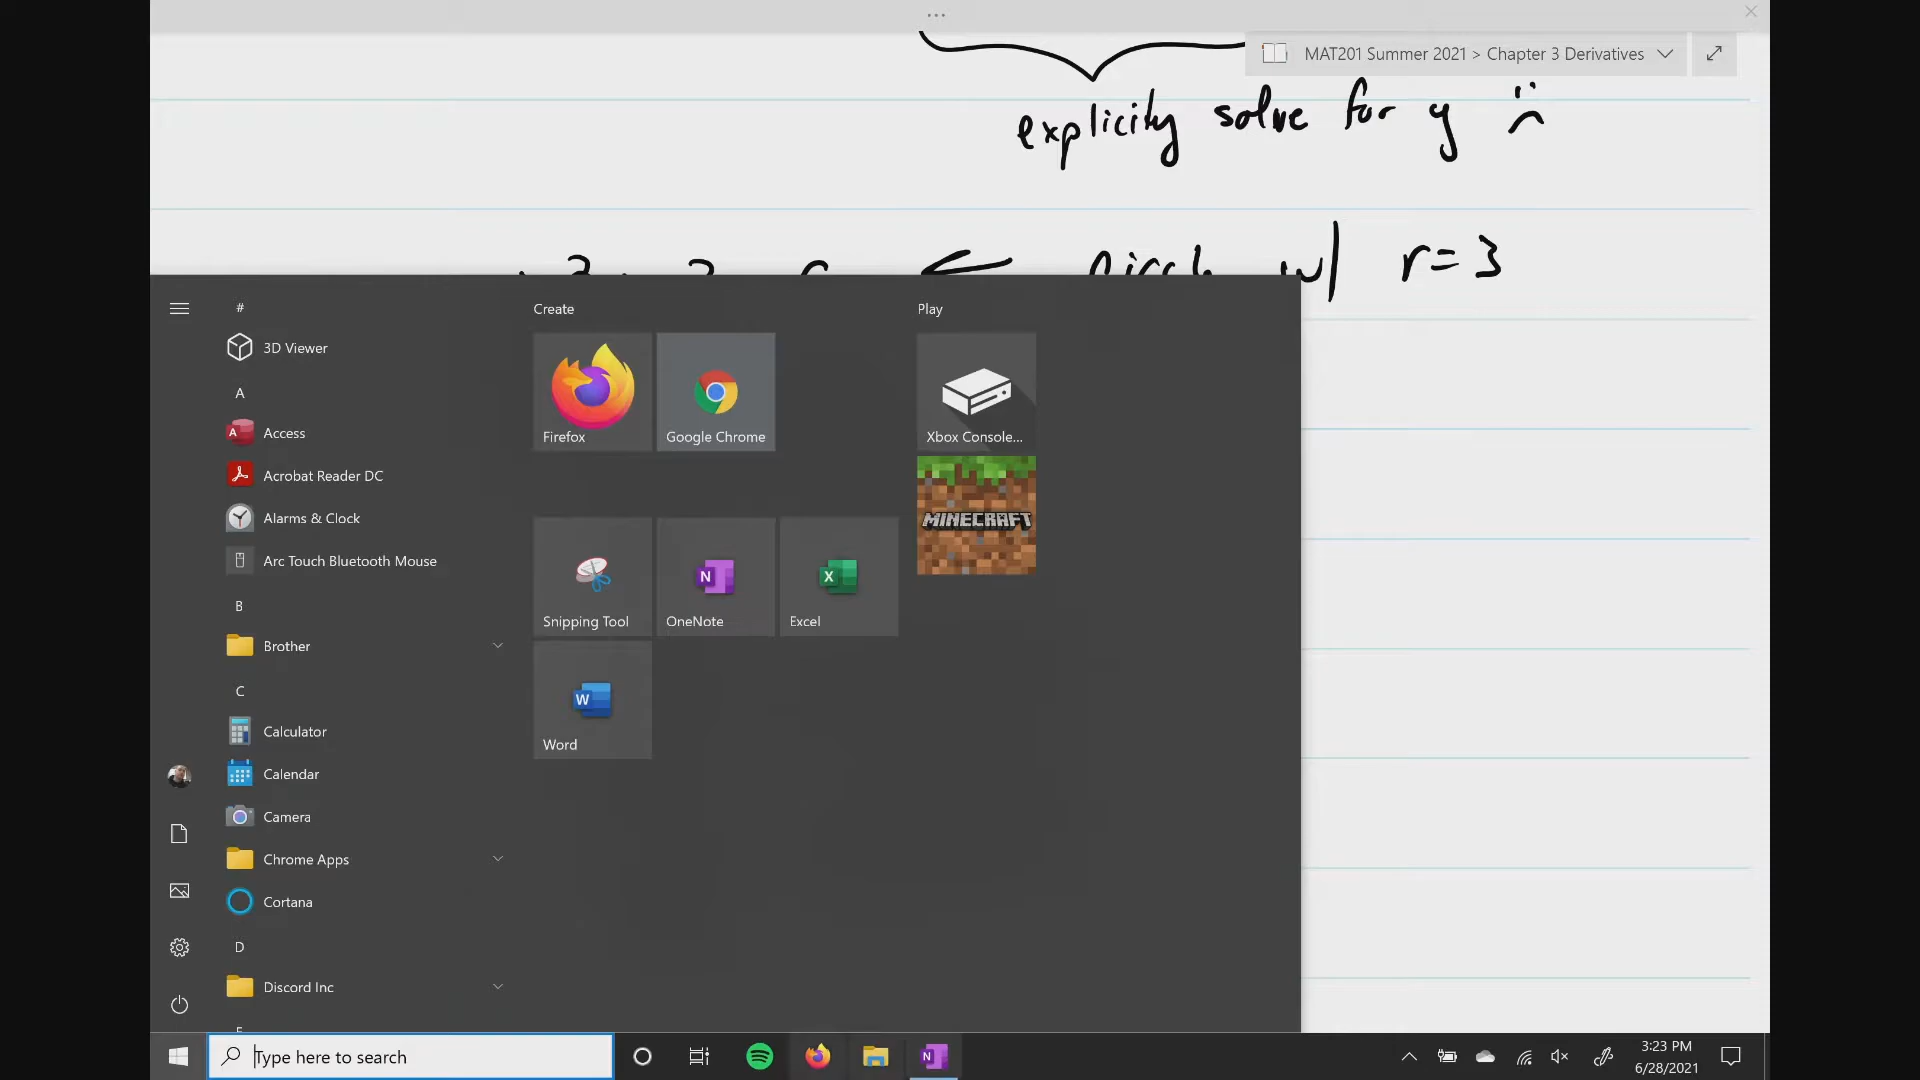 ...
MAT201 Summer 2021 > Chapter 3 Derivatives
explicity solve for y
w/ r=3
#
3D Viewer
A
Access
Acrobat Reader DC
Alarms & Clock
Arc Touch Bluetooth Mouse
B
Brother
C
Calculator
Calendar
Camera
Chrome Apps
Cortana
D
Discord Inc
Create
Firefox
Google Chrome
Snipping Tool
OneNote
Excel
Word
Play
Xbox Console...
MINECRAFT
Type here to search
3:23 PM
6/28/2021